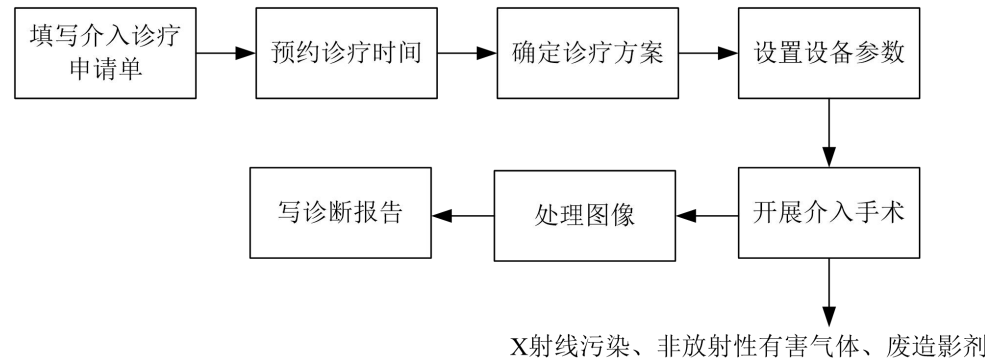 填写介入诊疗
申请单
预约诊疗时间
确定诊疗方案
设置设备参数
开展介入手术
处理图像
写诊断报告
X射线污染、非放射性有害气体、废造影剂